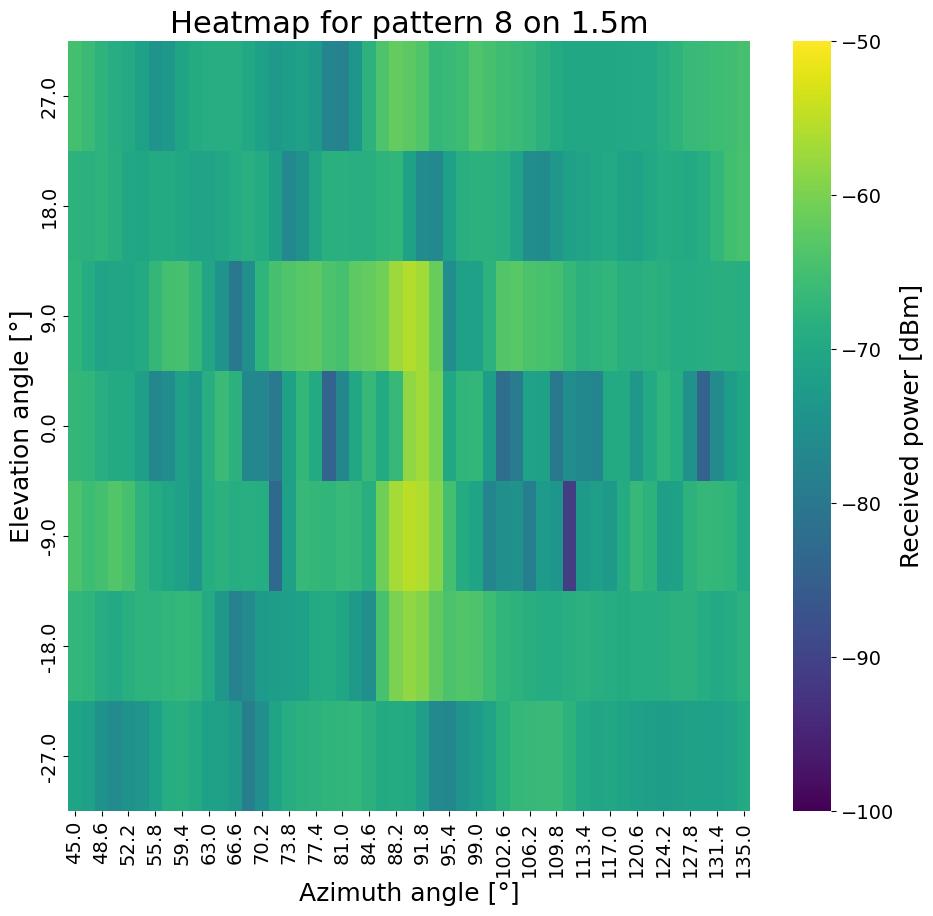 Heatmap for pattern 8 on 1.5m
Elevation angle [°]
27.0
18.0
9.0
0.0
-9.0
-18.0
-27.0
45.0 48.6 52.2 55.8 59.4 63.0 66.6 70.2 73.8 77.4 81.0 84.6 88.2 91.8 95.4 99.0 102.6 106.2 109.8 113.4 117.0 120.6 124.2 127.8 131.4 135.0
Azimuth angle [°]
−50
−60
−70
−80
−90
−100
Received power [dBm]